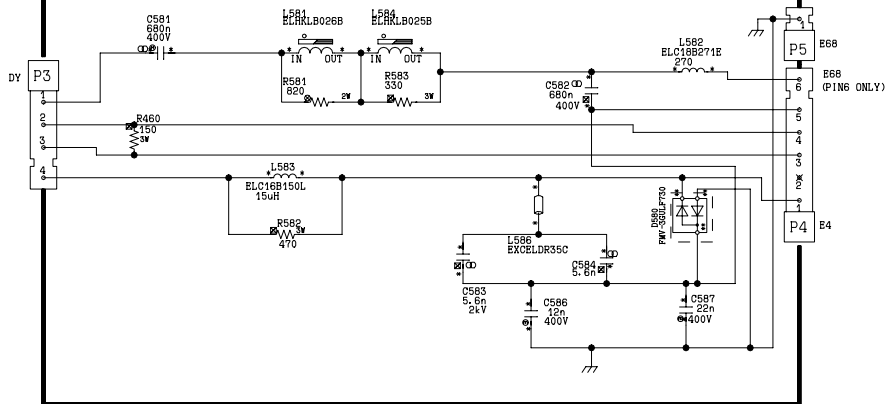 C581
680n
400V
L581
ELHKLB026B
L584
ELHKLB025B
IN OUT
IN OUT
R581
820
2W
R583
330
3W
L582
ELC18B271E
270
C582
680n
400V
1
P5
E68
E68
(PIN6 ONLY)
DY
P3
1
2
3
4
R460
150
3W
6
5
4
3
2
1
L583
ELC16B150L
15uH
R582
3W
470
L586
EXCELDR35C
D580
FMV-3GULF730
P4
E4
C583
5.6n
2kV
C584
5.6n
C586
12n
400V
C587
22n
400V